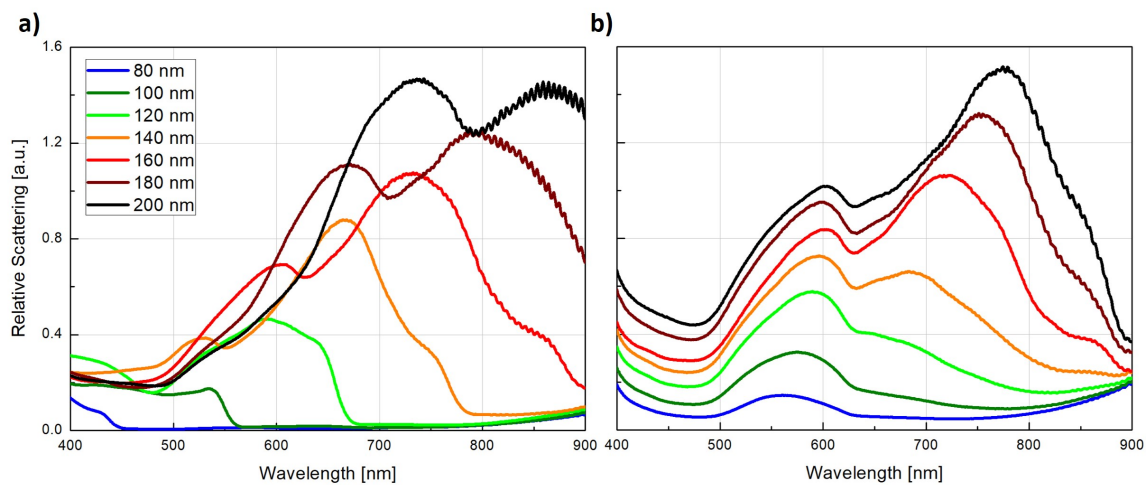 a)
b)
Relative Scattering [a.u.]
1.6
1.2
0.8
0.4
0.0
80 nm
100 nm
120 nm
140 nm
160 nm
180 nm
200 nm
400 500 600 700 800 900
400 500 600 700 800 900
Wavelength [nm]
Wavelength [nm]